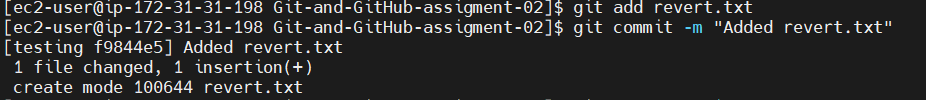 [ec2-user@ip-172-31-31-198 Git-and-GitHub-assigment-02]$ git add revert.txt
[ec2-user@ip-172-31-31-198 Git-and-GitHub-assigment-02]$ git commit -m "Added revert.txt"
[testing f9844e5] Added revert.txt
 1 file changed, 1 insertion(+)
 create mode 100644 revert.txt